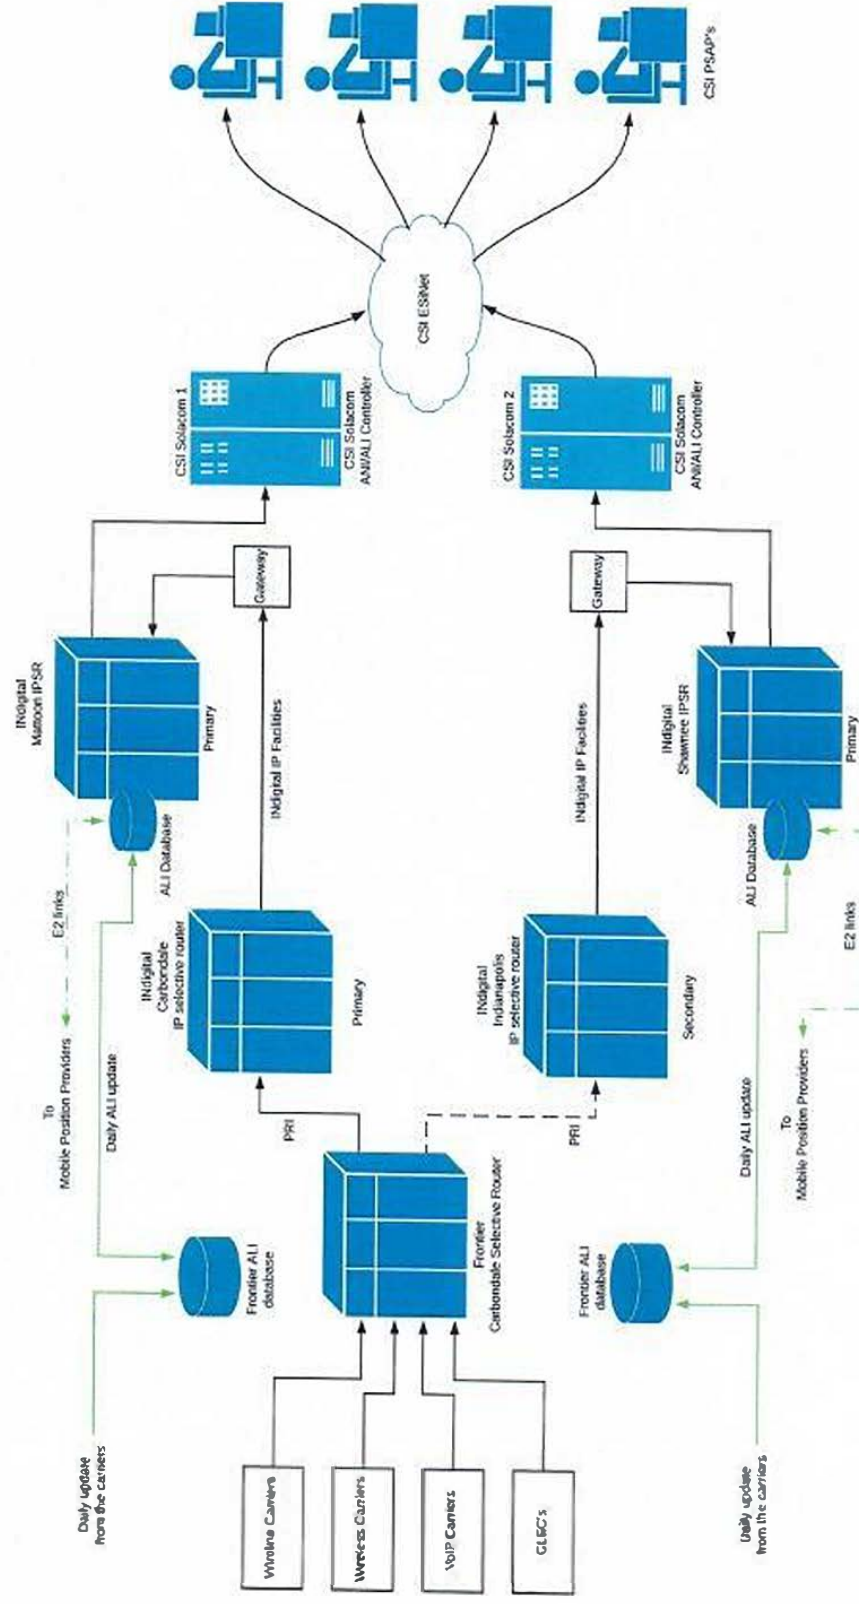 Daily update
from the carriers
Wireline Carriers
Wireless Carriers
VoIP Carriers
CLEC's
Daily update
from the carriers
Frontier ALI
database
Frontier
Carbondale Selective Router
Frontier ALI
database
To
Mobile Position Providers
Daily ALI update
PRI
PRI
Daily ALI update
To
Mobile Position Providers
E2 links
INdigital
Carbondale
IP selective router
Primary
INdigital
Indianapolis
IP selective router
Secondary
E2 links
ALI Database
ALI Database
INdigital
Mattoon IPSR
Primary
INdigital IP Facilities
INdigital IP Facilities
INdigital
Shawnee IPSR
Primary
Gateway
Gateway
CSI Solacom 1
CSI Solacom
ANI/ALI Controller
CSI Solacom 2
CSI Solacom
ANI/ALI Controller
CSI ESiNet
CSI PSAP's